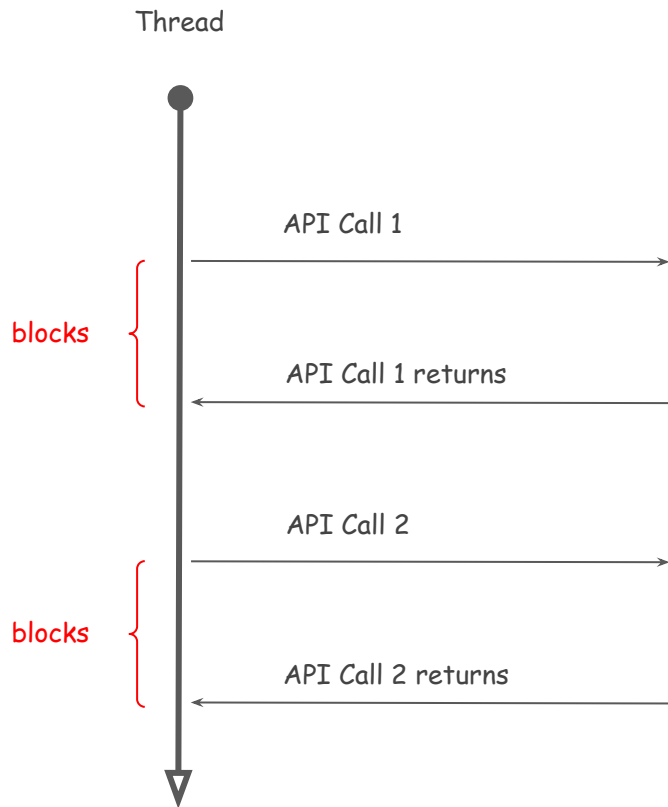 Thread
API Call 1
blocks
API Call 1 returns
API Call 2
blocks
API Call 2 returns